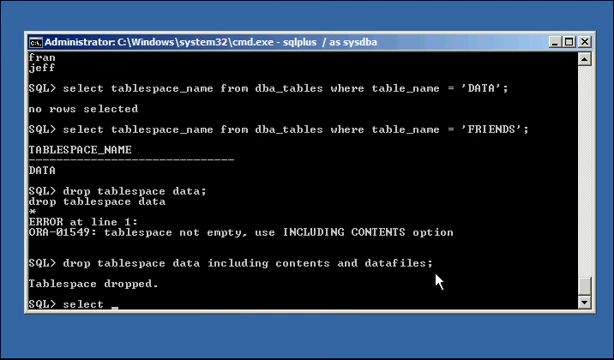 Administrator: C:\Windows\system32\cmd.exe - sqlplus / as sysdba
fran
jeff
SQL> select tablespace_name from dba_tables where table_name = 'DATA';
no rows selected
SQL> select tablespace_name from dba_tables where table_name = 'FRIENDS';
TABLESPACE_NAME
------------------------------
DATA
SQL> drop tablespace data;
drop tablespace data
*
ERROR at line 1:
ORA-01549: tablespace not empty, use INCLUDING CONTENTS option
SQL> drop tablespace data including contents and datafiles;
Tablespace dropped.
SQL> select _